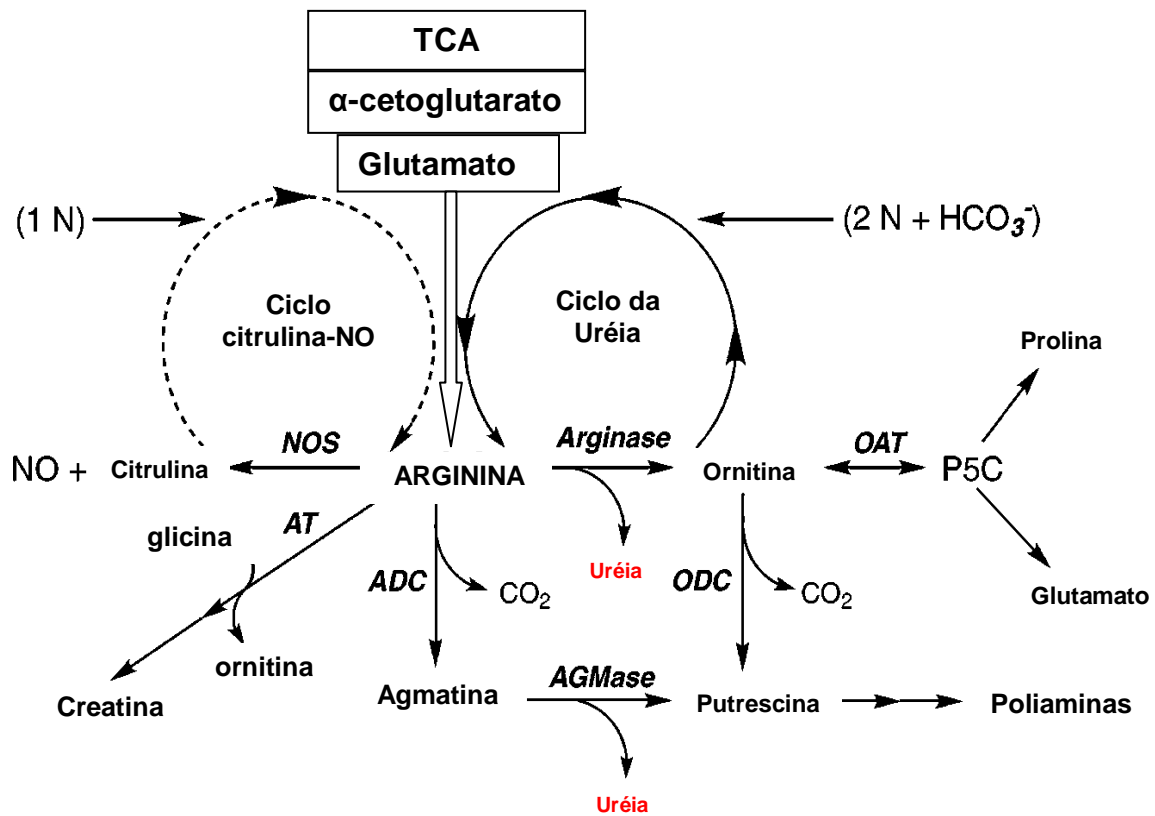 TCA
α-cetoglutarato
Glutamato
(1 N)
(2 N + HCO₃⁻)
Ciclo
citrulina-NO
Ciclo da
Uréia
Prolina
NOS
Arginase
OAT
NO + Citrulina
ARGININA
Ornitina
P5C
glicina
AT
Uréia
ADC
CO₂
ODC
CO₂
Glutamato
ornitina
Creatina
Agmatina
AGMase
Putrescina
Poliaminas
Uréia